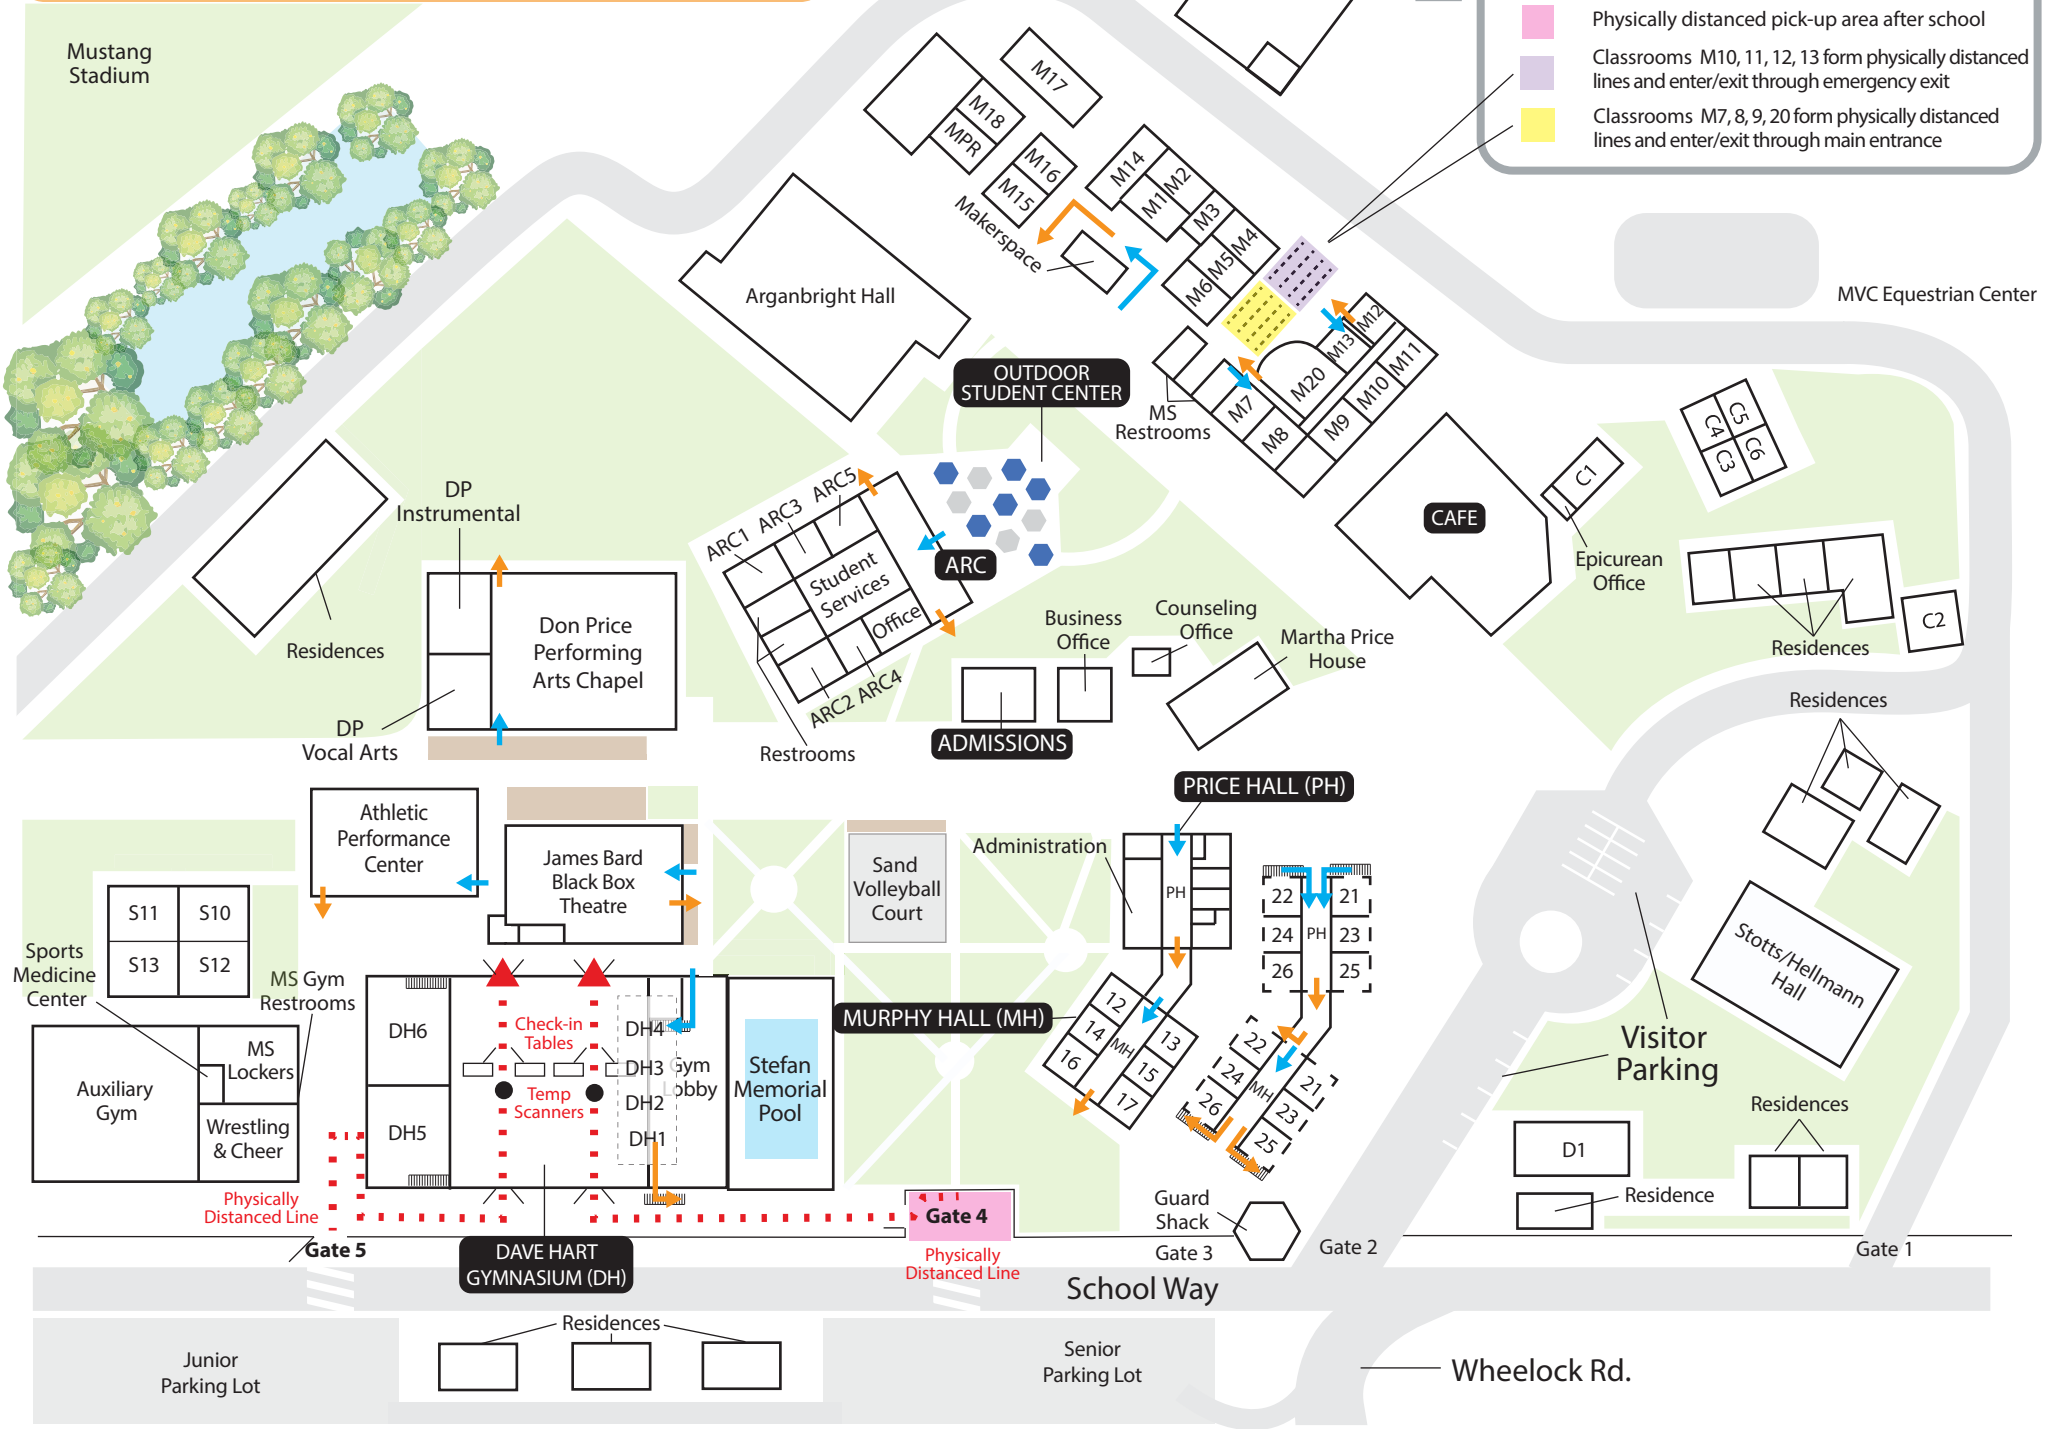 Mustang
Stadium
Physically distanced pick-up area after school
Classrooms M10, 11, 12, 13 form physically distanced
lines and enter/exit through emergency exit
Classrooms M7, 8, 9, 20 form physically distanced
lines and enter/exit through main entrance
M17
M18
MPR
M16
M15
Makerspace
M14
M2
M1
M3
M4
M5
M6
Arganbright Hall
MVC Equestrian Center
M12
M13
M11
M10
M20
M9
M7
M8
MS
Restrooms
OUTDOOR
STUDENT CENTER
C5
C4
C6
C3
C1
CAFE
Epicurean
Office
Residences
C2
DP
Instrumental
ARC5
ARC3
ARC1
Student
Services
Office
ARC
ARC2
ARC4
Restrooms
Residences
Don Price
Performing
Arts Chapel
DP
Vocal Arts
Business
Office
Counseling
Office
Martha Price
House
ADMISSIONS
Residences
PRICE HALL (PH)
Administration
PH
Athletic
Performance
Center
James Bard
Black Box
Theatre
Sand
Volleyball
Court
22
21
24
PH
23
26
25
Stotts/Hellmann
Hall
S11
S10
S13
S12
Sports
Medicine
Center
MS Gym
Restrooms
MURPHY HALL (MH)
12
14
13
MH
16
15
17
22
24
21
MH
26
23
25
Visitor
Parking
DH6
Check-in
Tables
DH4
DH3
Gym
Lobby
DH2
DH1
Temp
Scanners
DH5
Stefan
Memorial
Pool
MS
Lockers
Auxiliary
Gym
Wrestling
& Cheer
Residences
D1
Residence
Physically
Distanced Line
Gate 5
DAVE HART
GYMNASIUM (DH)
Gate 4
Physically
Distanced Line
Guard
Shack
Gate 3
Gate 2
Gate 1
School Way
Residences
Junior
Parking Lot
Senior
Parking Lot
Wheelock Rd.